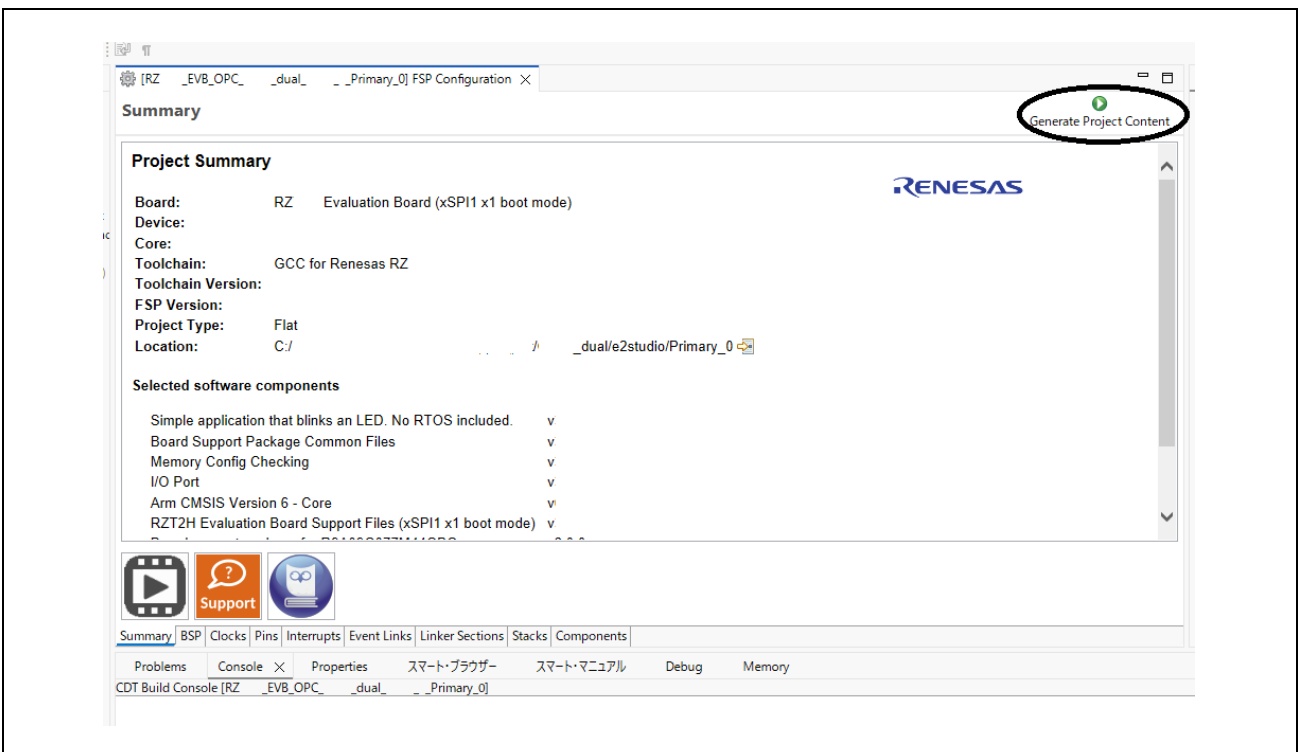 [RZ _EVB_OPC_ _dual_ _ _Primary_0] FSP Configuration
Summary
Generate Project Content
Project Summary
RENESAS
Board: RZ Evaluation Board (xSPI1 x1 boot mode)
Device:
Core:
Toolchain: GCC for Renesas RZ
Toolchain Version:
FSP Version:
Project Type: Flat
Location: C:/ _dual/e2studio/Primary_0
Selected software components
Simple application that blinks an LED. No RTOS included. v
Board Support Package Common Files v
Memory Config Checking v
I/O Port v
Arm CMSIS Version 6 - Core v
RZT2H Evaluation Board Support Files (xSPI1 x1 boot mode) v
? Support
Summary BSP Clocks Pins Interrupts Event Links Linker Sections Stacks Components
Problems Console Properties スマート・ブラウザー スマート・マニュアル Debug Memory
CDT Build Console [RZ _EVB_OPC_ _dual_ _ _Primary_0]